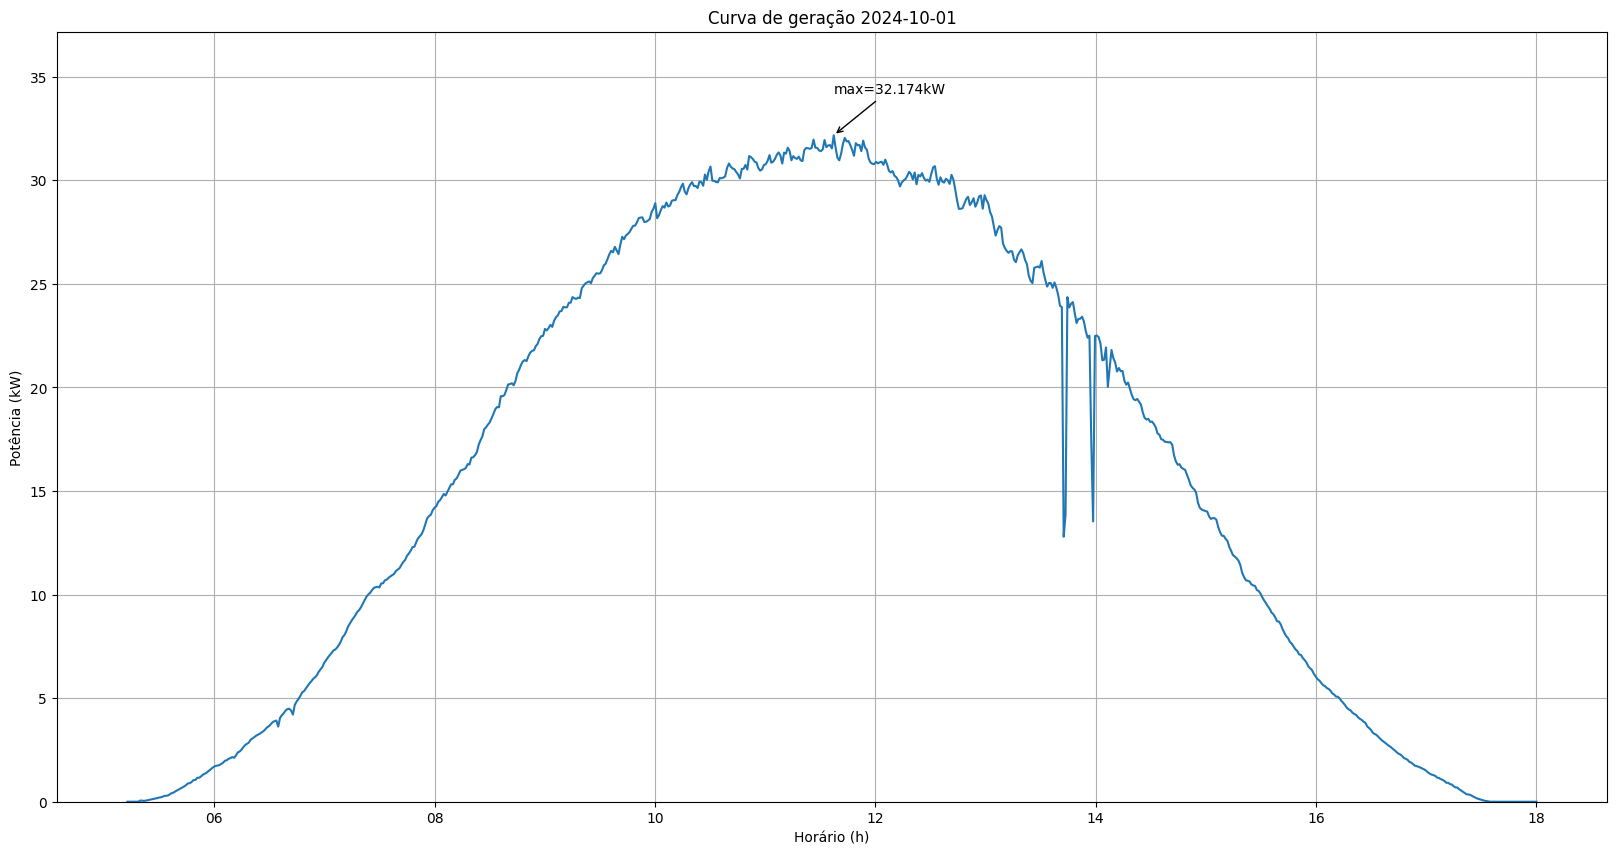 Curva de geração 2024-10-01
max=32.174kW
Potência (kW)
35
30
25
20
15
10
5
0
06 08 10 12 14 16 18
Horário (h)